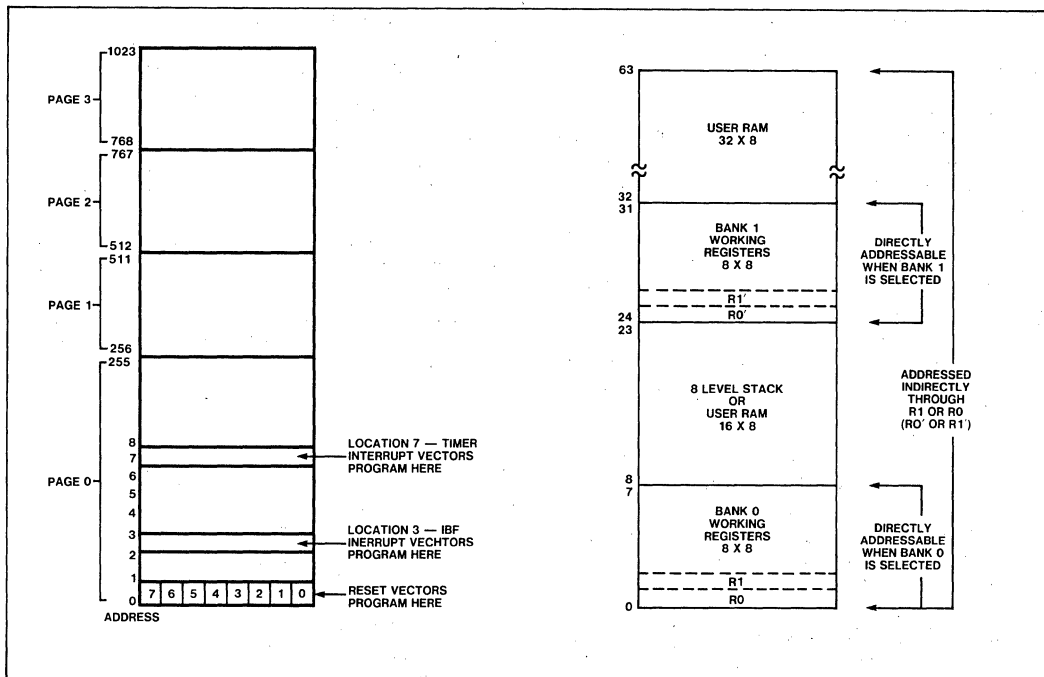 1023
PAGE 3
768
767
PAGE 2
512
511
PAGE 1
256
255
8
7
LOCATION 7 — TIMER
INTERRUPT VECTORS
PROGRAM HERE
6
PAGE 0
5
4
3
LOCATION 3 — IBF
INERRUPT VECHTORS
PROGRAM HERE
2
1
7 6 5 4 3 2 1 0
RESET VECTORS
PROGRAM HERE
0
ADDRESS
63
USER RAM
32 X 8
32
31
BANK 1
WORKING
REGISTERS
8 X 8
DIRECTLY
ADDRESSABLE
WHEN BANK 1
IS SELECTED
R1′
R0′
24
23
8 LEVEL STACK
OR
USER RAM
16 X 8
ADDRESSED
INDIRECTLY
THROUGH
R1 OR R0
(R0′ OR R1′)
8
7
BANK 0
WORKING
REGISTERS
8 X 8
DIRECTLY
ADDRESSABLE
WHEN BANK 0
IS SELECTED
R1
R0
0